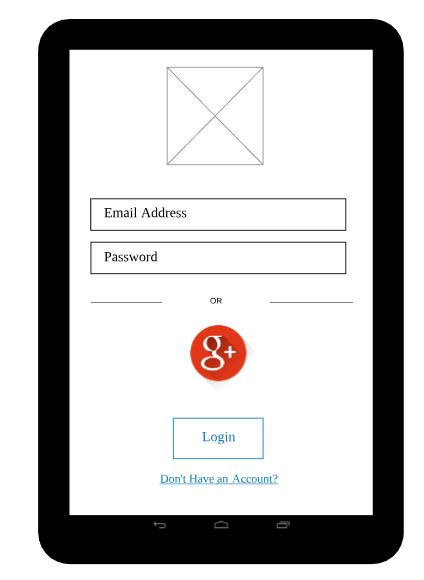 Email Address
Password
OR
g+
Login
Don't Have an Account?